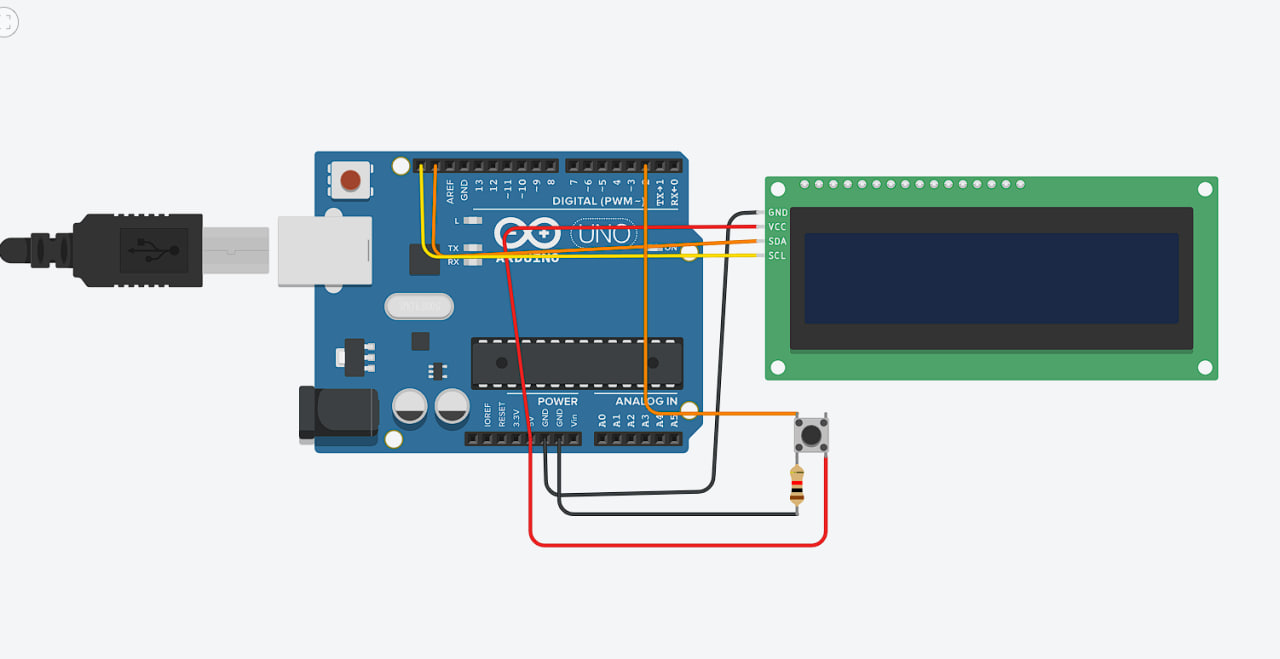 AREF
GND
13
12
~11
~10
~9
8
7
~6
~5
4
~3
2
TX→1
RX←0
DIGITAL (PWM~)
L
TX
RX
UNO
ON
ARDUINO
GND
VCC
SDA
SCL
POWER
ANALOG IN
IOREF
RESET
3.3V
5V
GND
GND
Vin
A0
A1
A2
A3
A4
A5